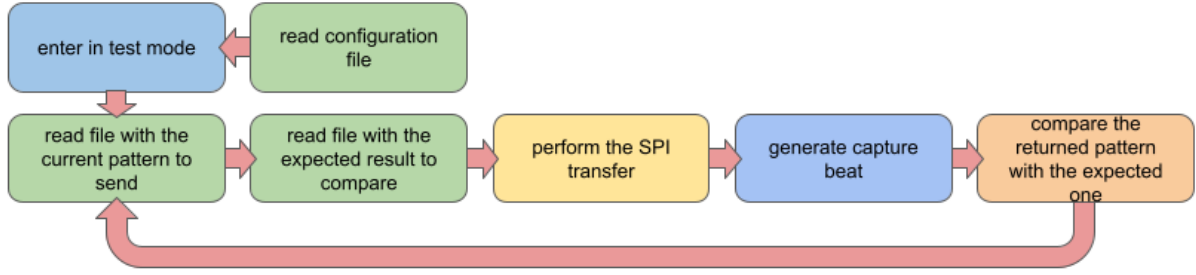 enter in test mode
read configuration
file
read file with the
current pattern to
send
read file with the
expected result to
compare
perform the SPI
transfer
generate capture
beat
compare the
returned pattern
with the expected
one